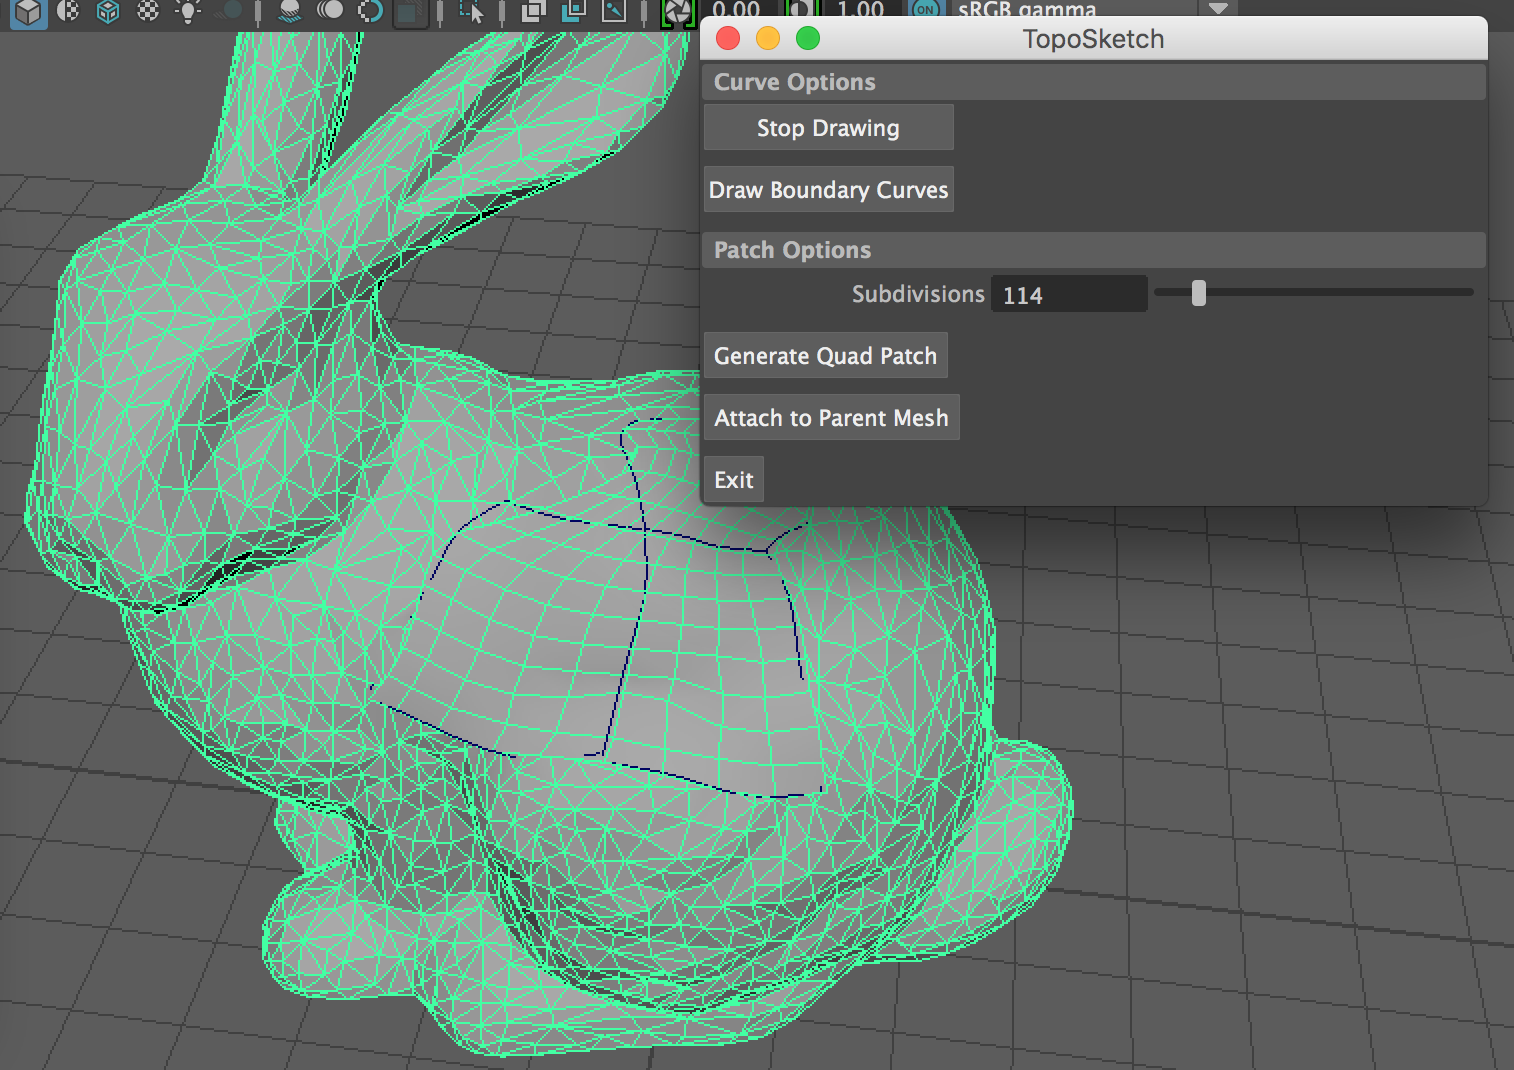 0.00
1.00
ON
sRGB gamma
TopoSketch
Curve Options
Stop Drawing
Draw Boundary Curves
Patch Options
Subdivisions 114
Generate Quad Patch
Attach to Parent Mesh
Exit